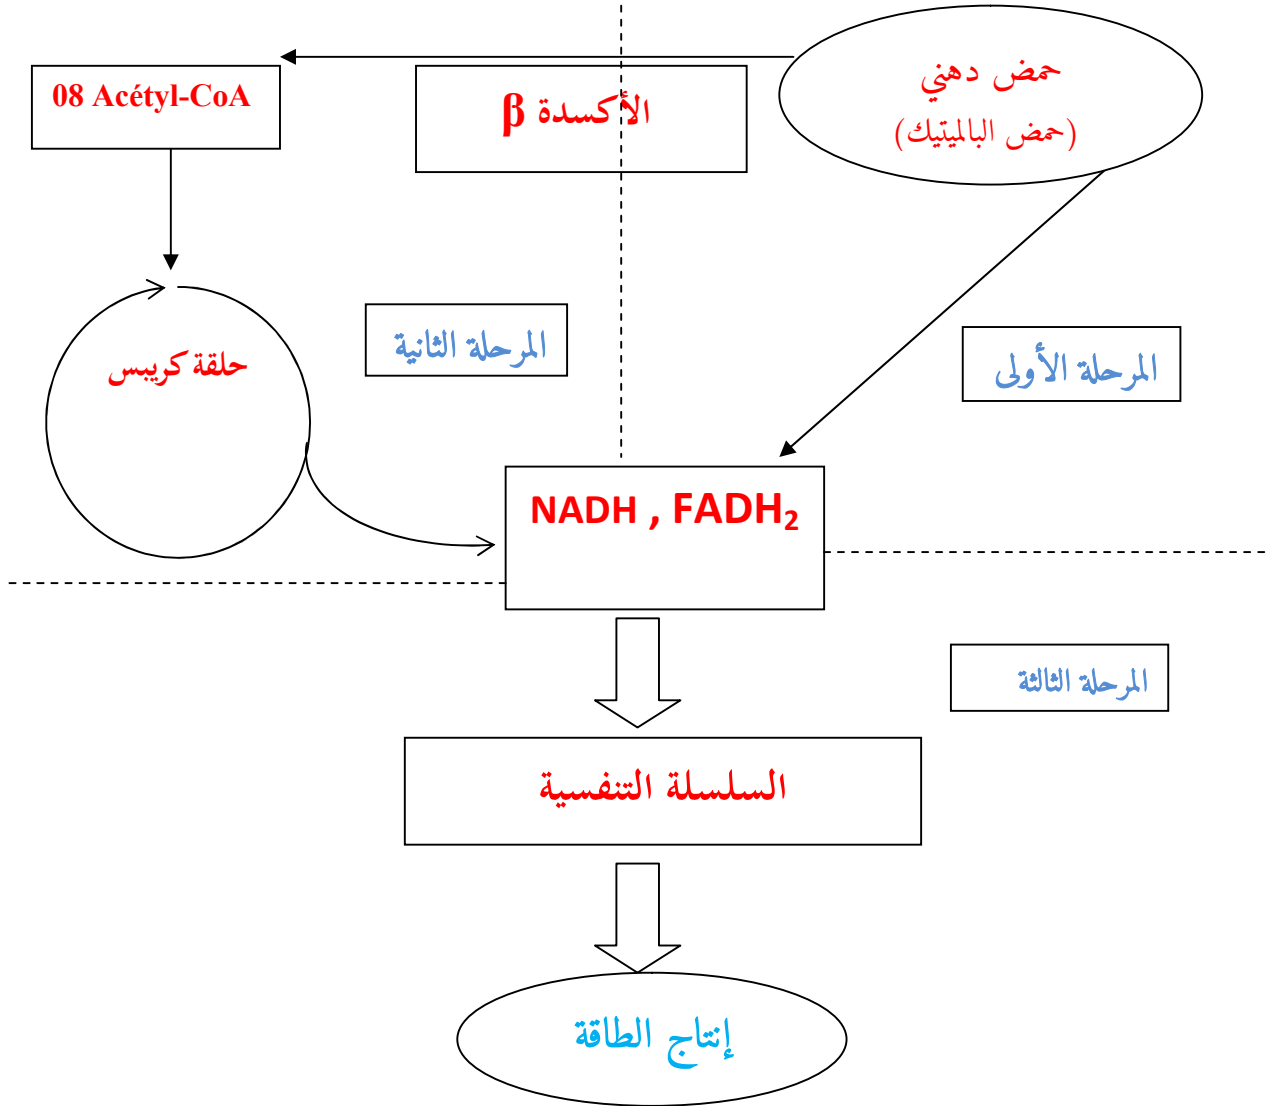 حمض دهني
(حمض البالميتيك)
الأكسدة β
08 Acétyl-CoA
المرحلة الأولى
المرحلة الثانية
حلقة كريبس
NADH , FADH₂
المرحلة الثالثة
السلسلة التنفسية
إنتاج الطاقة